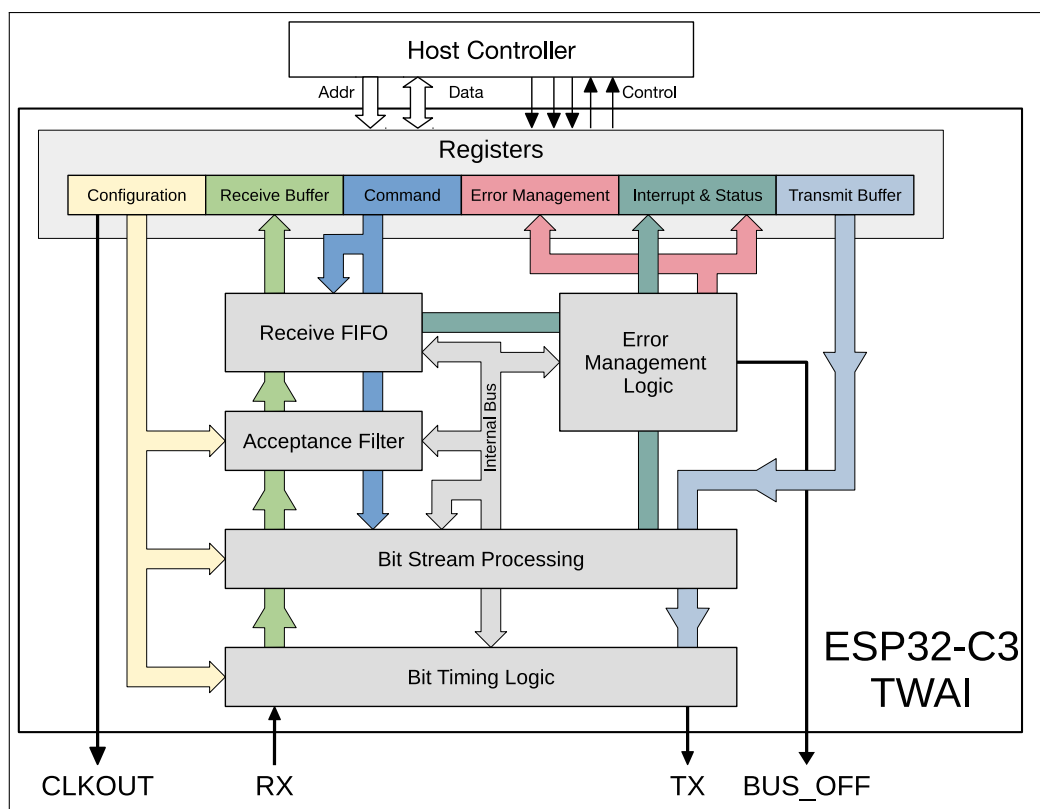 Host Controller
Addr
Data
Control
Registers
Configuration
Receive Buffer
Command
Error Management
Interrupt & Status
Transmit Buffer
Receive FIFO
Error
Management
Logic
Internal Bus
Acceptance Filter
Bit Stream Processing
Bit Timing Logic
ESP32-C3
TWAI
CLKOUT
RX
TX
BUS_OFF